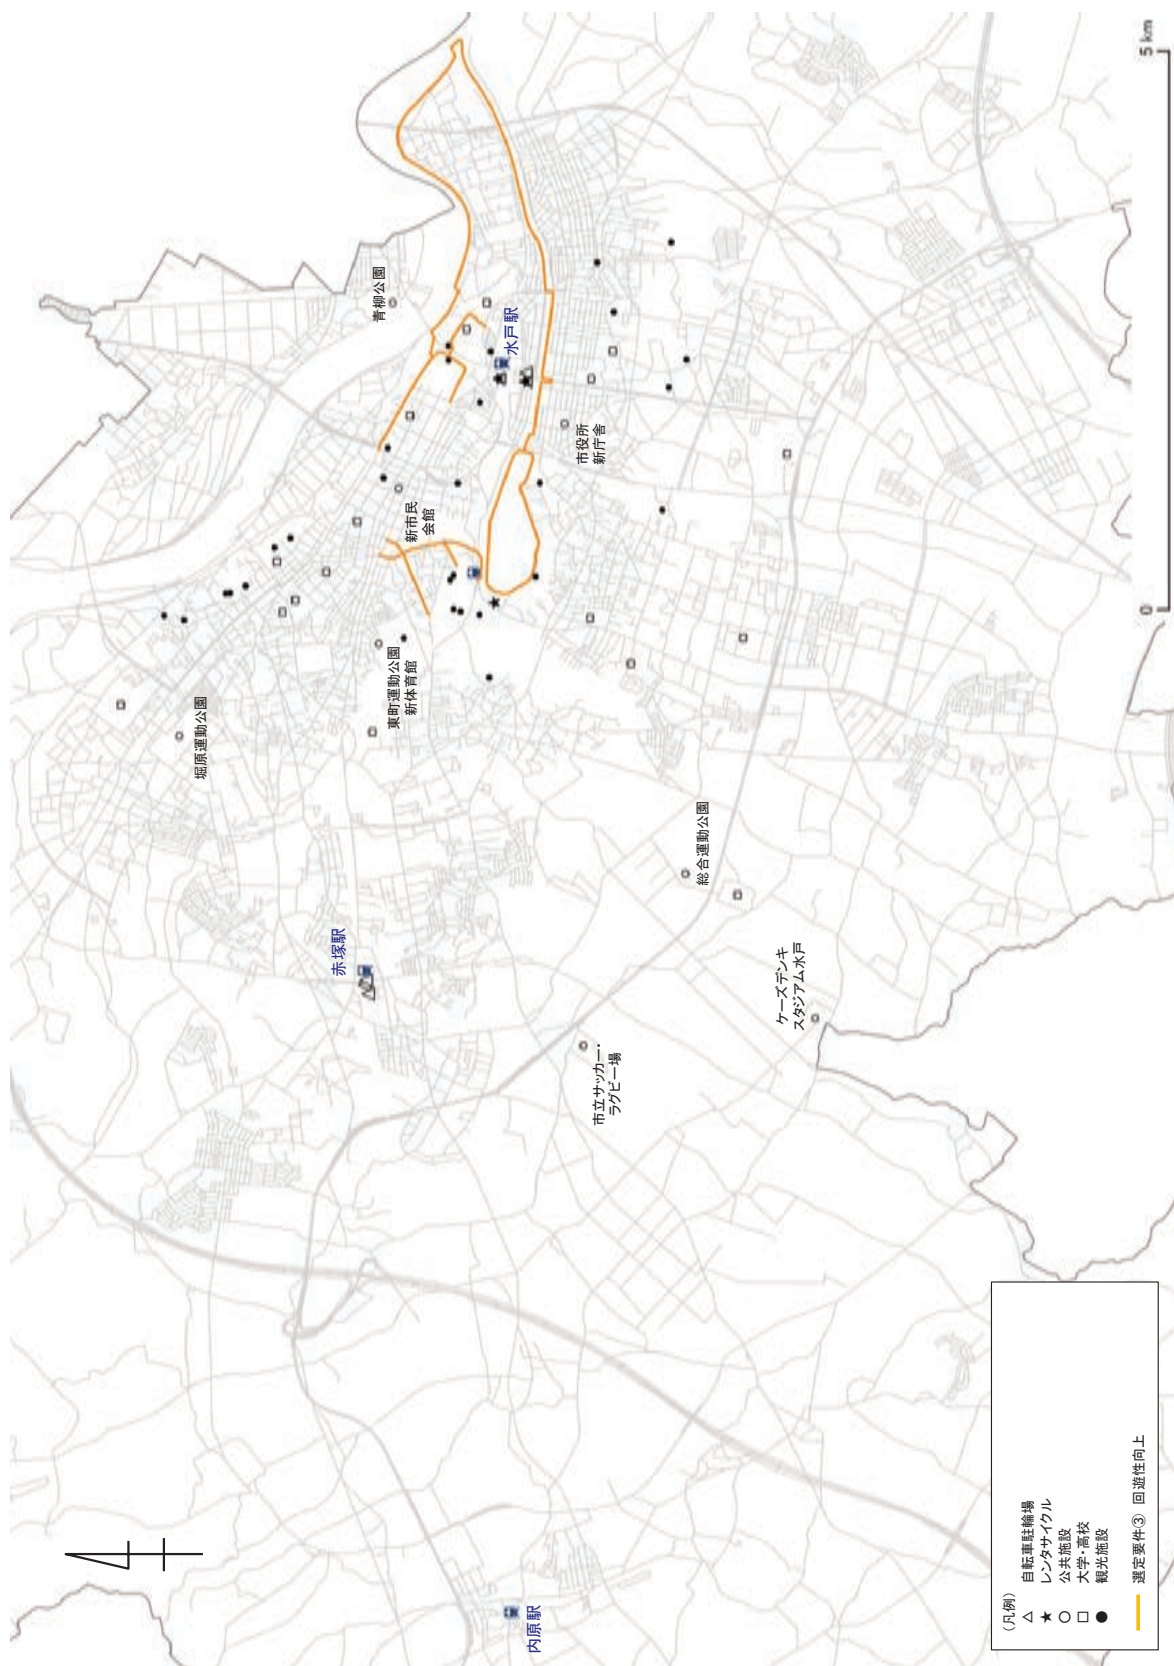 青柳公園
水戸駅
市役所
新庁舎
新市民
会館
東町運動公園
新体育館
堀原運動公園
赤塚駅
総合運動公園
ケーズデンキ
スタジアム水戸
市立サッカー・
ラグビー場
内原駅
(凡例)
△ 自転車駐輪場
★ レンタサイクル
○ 公共施設
□ 大学・高校
● 観光施設
選定要件③ 回遊性向上
0 5 km